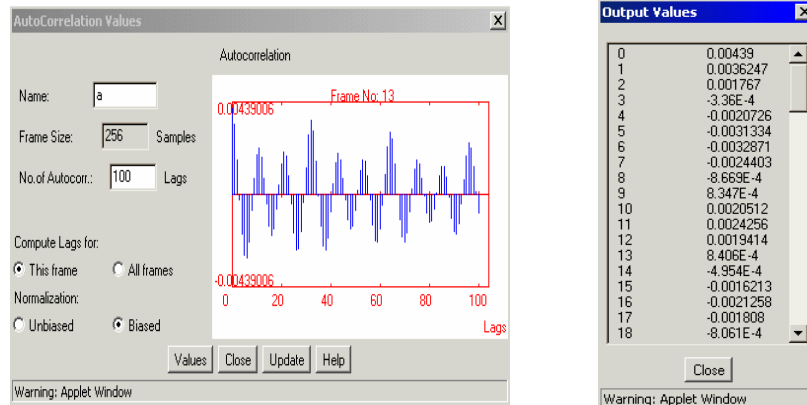 AutoCorrelation Values
Autocorrelation
Name: a
Frame Size: 256 Samples
No.of Autocorr.: 100 Lags
Compute Lags for:
This frame All frames
Normalization:
Unbiased Biased
Frame No: 13
0.00439006
-0.00439006
0 20 40 60 80 100
Lags
Values Close Update Help
Warning: Applet Window
Output Values
0 0.00439
1 0.0036247
2 0.001767
3 -3.36E-4
4 -0.0020726
5 -0.0031334
6 -0.0032871
7 -0.0024403
8 -8.669E-4
9 8.347E-4
10 0.0020512
11 0.0024256
12 0.0019414
13 8.406E-4
14 -4.954E-4
15 -0.0016213
16 -0.0021258
17 -0.001808
18 -8.061E-4
Close
Warning: Applet Window